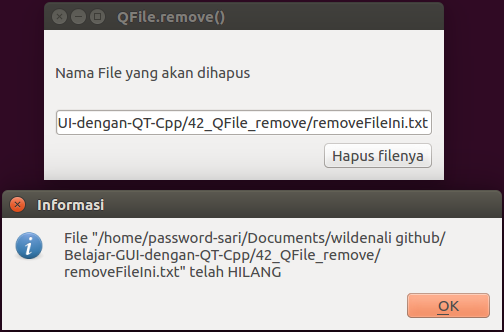 QFile.remove()
Nama File yang akan dihapus
UI-dengan-QT-Cpp/42_QFile_remove/removeFileIni.txt
Hapus filenya
Informasi
i
File "/home/password-sari/Documents/wildenali github/
Belajar-GUI-dengan-QT-Cpp/42_QFile_remove/
removeFileIni.txt" telah HILANG
OK